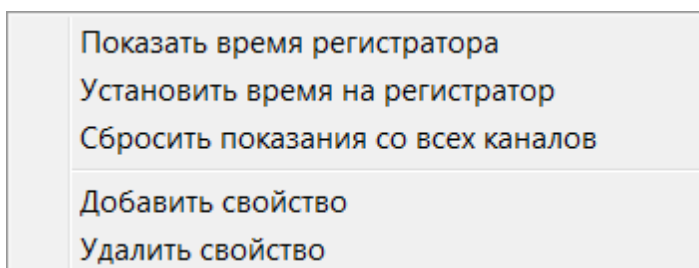 Показать время регистратора
Установить время на регистратор
Сбросить показания со всех каналов
Добавить свойство
Удалить свойство